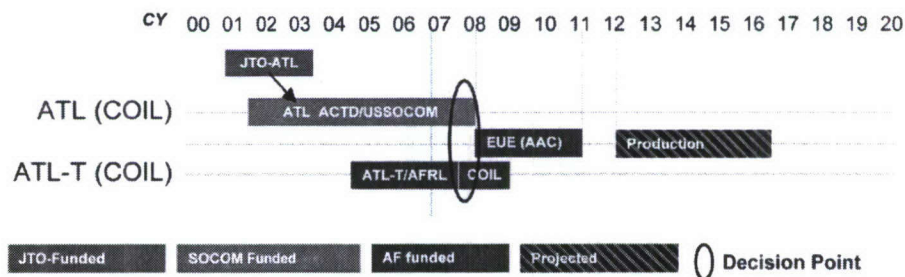 CY 00 01 02 03 04 05 06 07 08 09 10 11 12 13 14 15 16 17 18 19 20
JTO-ATL
ATL (COIL) ATL ACTD/USSOCOM
EUE (AAC) Production
ATL-T (COIL) ATL-T/AFRL COIL
JTO-Funded SOCOM Funded AF funded Projected Decision Point